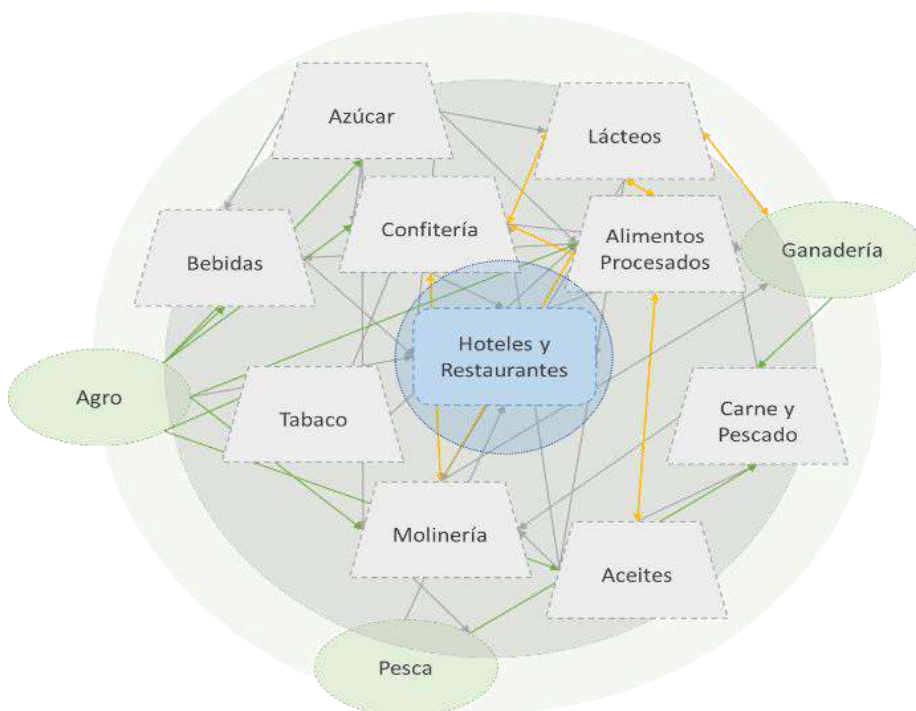 Azúcar
Lácteos
Confitería
Alimentos
Procesados
Bebidas
Ganadería
Hoteles y
Restaurantes
Agro
Tabaco
Carne y
Pescado
Molinería
Aceites
Pesca